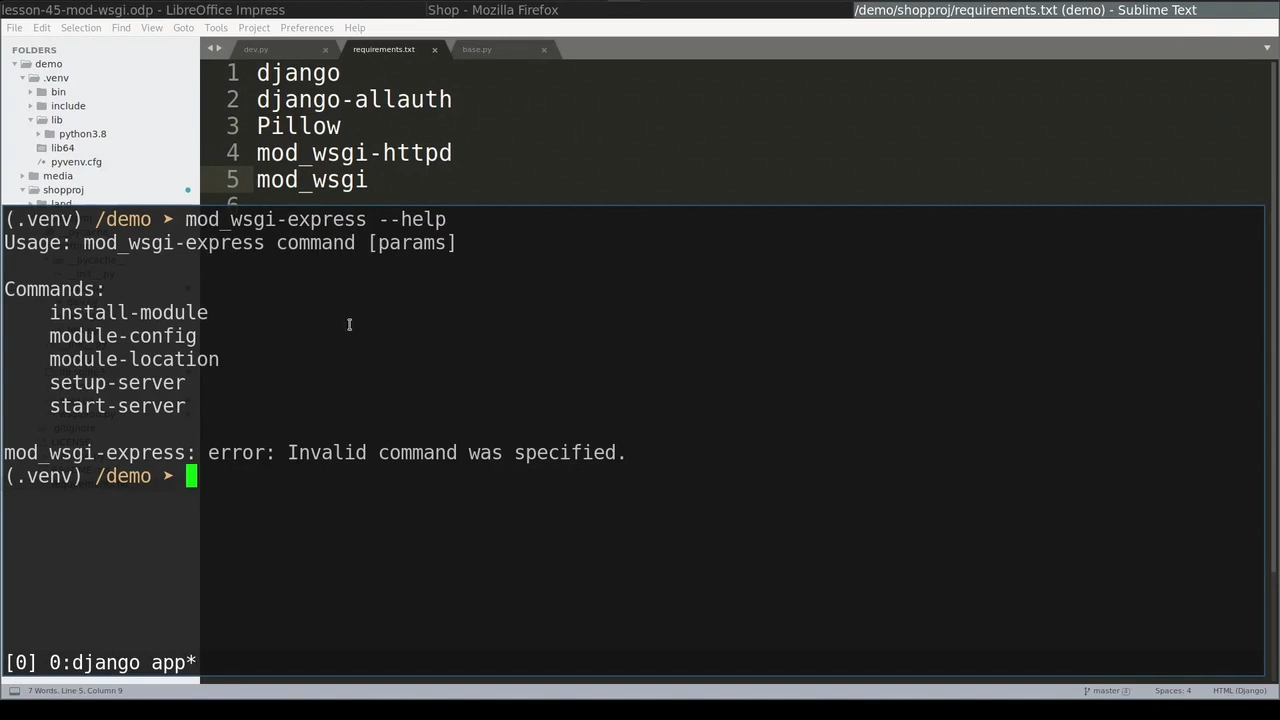 lesson-45-mod-wsgi.odp - LibreOffice Impress
Shop - Mozilla Firefox
/demo/shopproj/requirements.txt (demo) - Sublime Text
File Edit Selection Find View Goto Tools Project Preferences Help
FOLDERS
demo
.venv
bin
include
lib
python3.8
lib64
pyvenv.cfg
media
shopproj
dev.py ×
requirements.txt ×
base.py ×
1 django
2 django-allauth
3 Pillow
4 mod_wsgi-httpd
5 mod_wsgi
(.venv) /demo ➤ mod_wsgi-express --help
Usage: mod_wsgi-express command [params]
Commands:
install-module
module-config
module-location
setup-server
start-server
.gitignore
LICENSE
mod_wsgi-express: error: Invalid command was specified.
(.venv) /demo ➤
[0] 0:django app*
7 Words, Line 5, Column 9
master 4
Spaces: 4
HTML (Django)